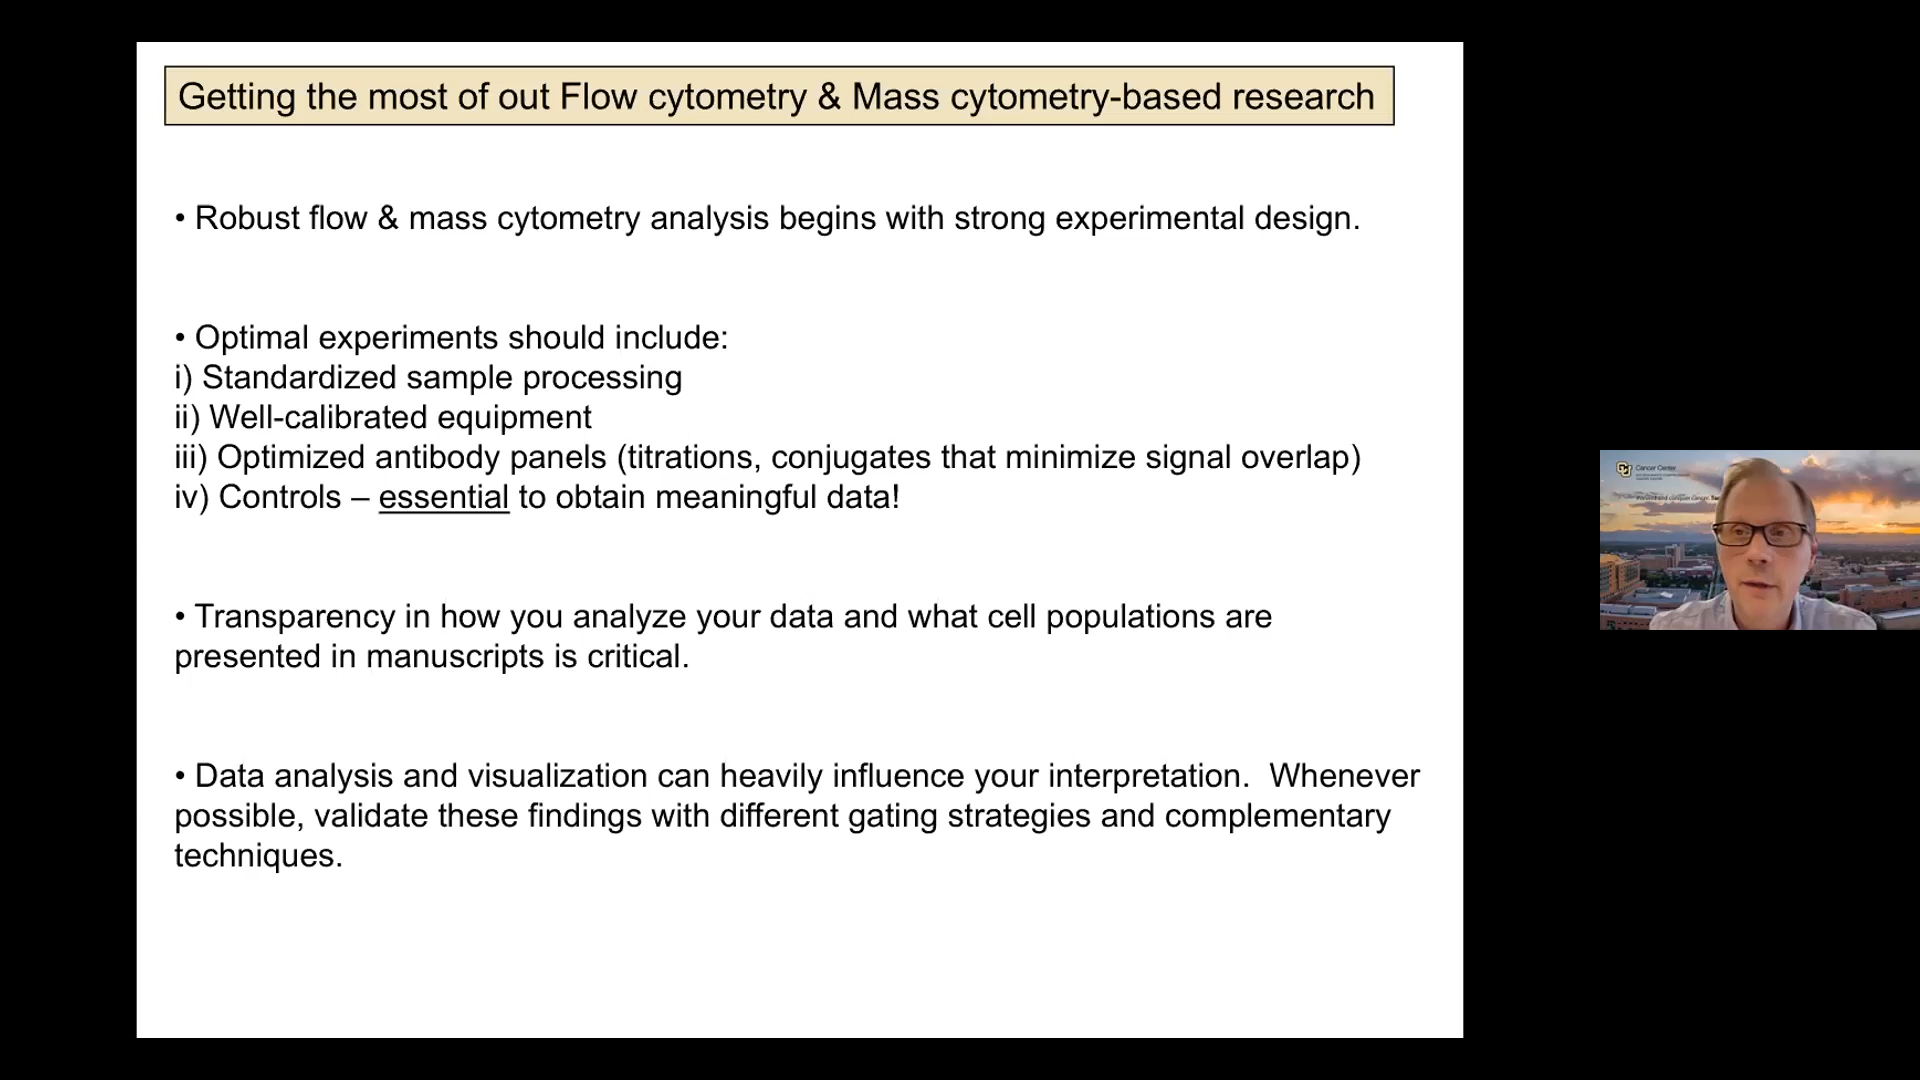 Getting the most of out Flow cytometry & Mass cytometry-based research
• Robust flow & mass cytometry analysis begins with strong experimental design.
• Optimal experiments should include:
i) Standardized sample processing
ii) Well-calibrated equipment
iii) Optimized antibody panels (titrations, conjugates that minimize signal overlap)
iv) Controls – essential to obtain meaningful data!
• Transparency in how you analyze your data and what cell populations are
presented in manuscripts is critical.
• Data analysis and visualization can heavily influence your interpretation.  Whenever
possible, validate these findings with different gating strategies and complementary
techniques.
Cancer Center